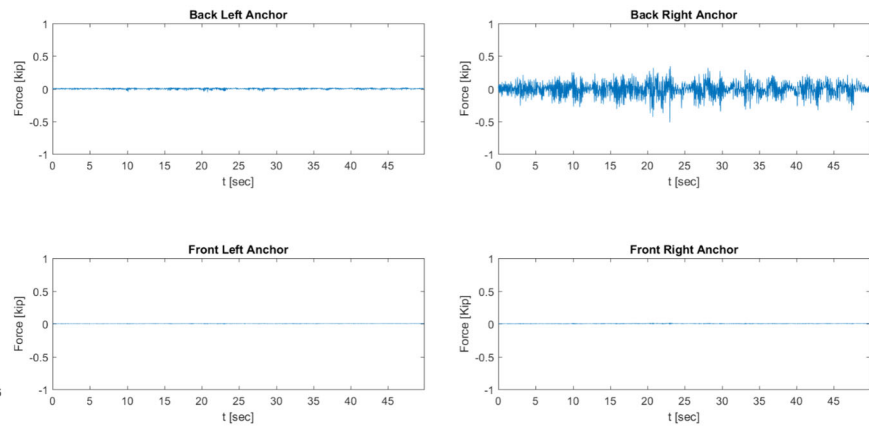 Back Left Anchor
1
0.5
0
-0.5
-1
Force [kip]
0 5 10 15 20 25 30 35 40 45
t [sec]
Back Right Anchor
1
0.5
0
-0.5
-1
Force [kip]
0 5 10 15 20 25 30 35 40 45
t [sec]
Front Left Anchor
1
0.5
0
-0.5
-1
Force [kip]
0 5 10 15 20 25 30 35 40 45
t [sec]
Front Right Anchor
1
0.5
0
-0.5
-1
Force [Kip]
0 5 10 15 20 25 30 35 40 45
t [sec]